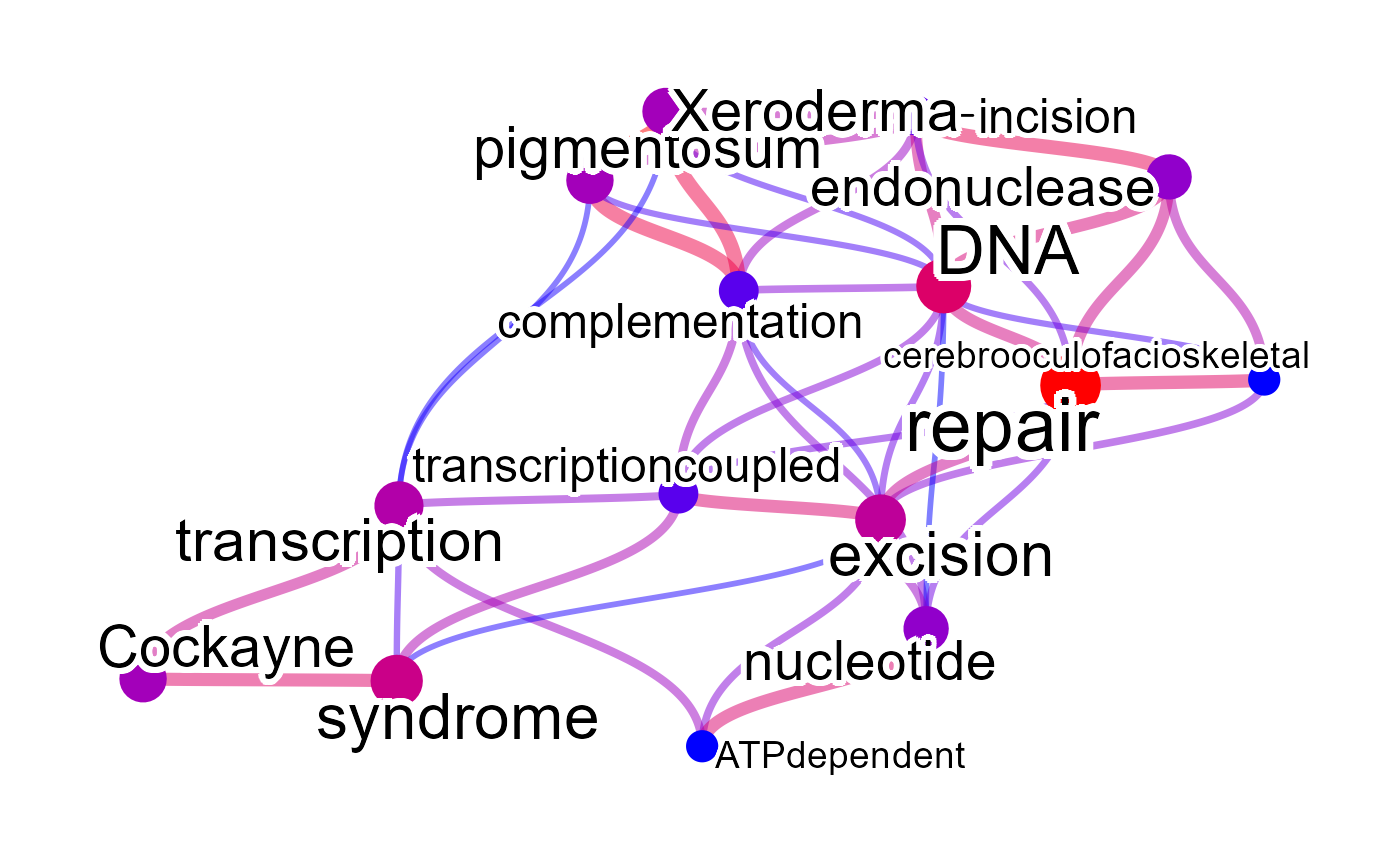 Xeroderma
-incision
pigmentosum
endonuclease
DNA
complementation
cerebrooculofacioskeletal
repair
transcriptioncoupled
transcription
excision
Cockayne
nucleotide
syndrome
ATPdependent